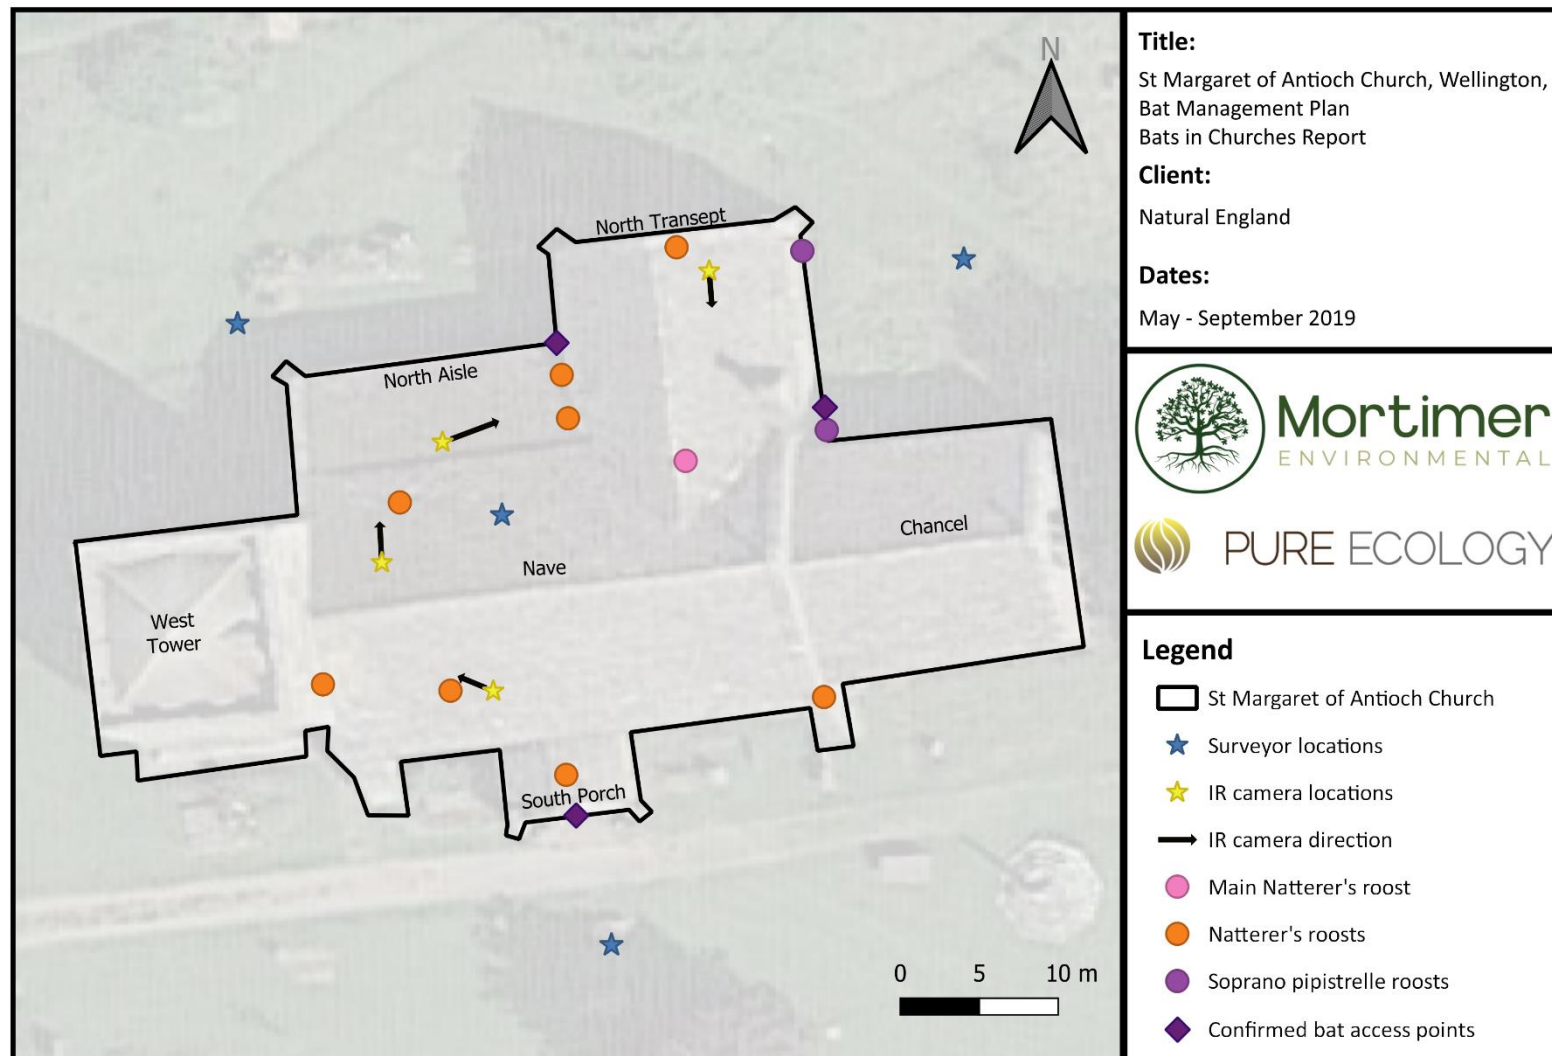 N
North Transept
North Aisle
Chancel
Nave
West
Tower
South Porch
0 5 10 m
Title:
St Margaret of Antioch Church, Wellington,
Bat Management Plan
Bats in Churches Report
Client:
Natural England
Dates:
May - September 2019
Mortimer
ENVIRONMENTAL
PURE ECOLOGY
Legend
St Margaret of Antioch Church
Surveyor locations
IR camera locations
IR camera direction
Main Natterer's roost
Natterer's roosts
Soprano pipistrelle roosts
Confirmed bat access points